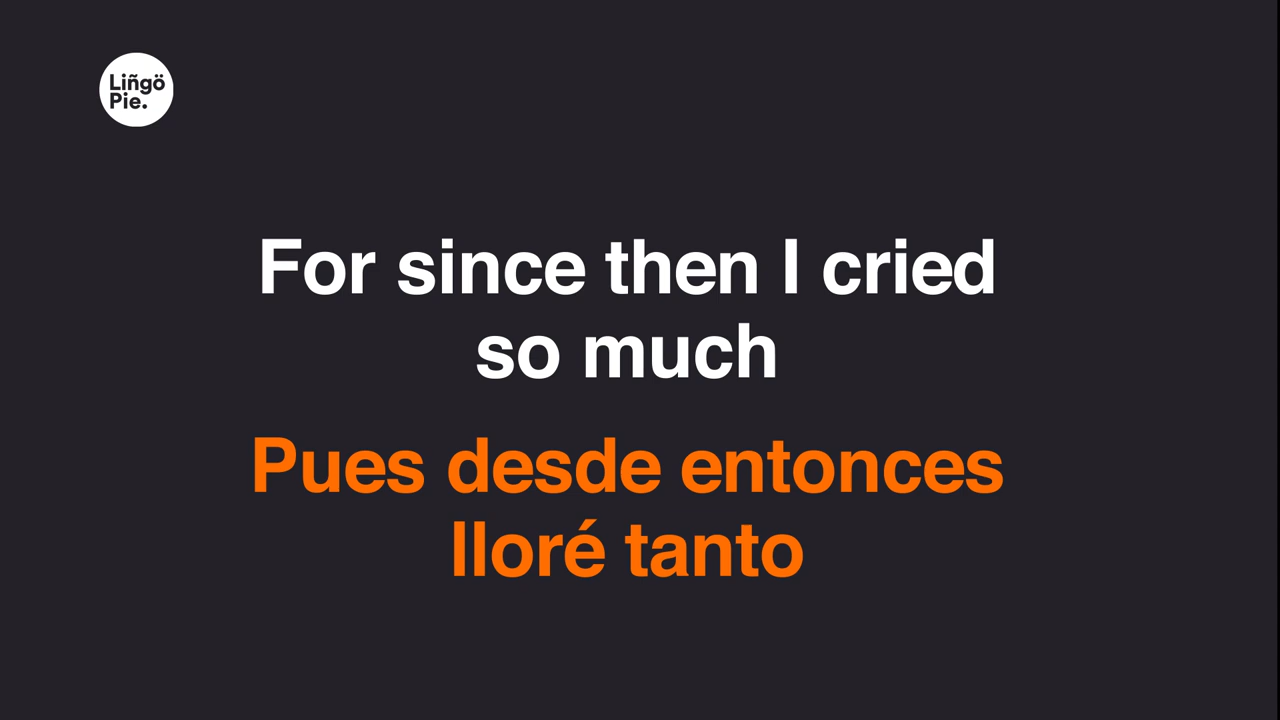 Liñgö
Pie.
For since then I cried
so much
Pues desde entonces
lloré tanto